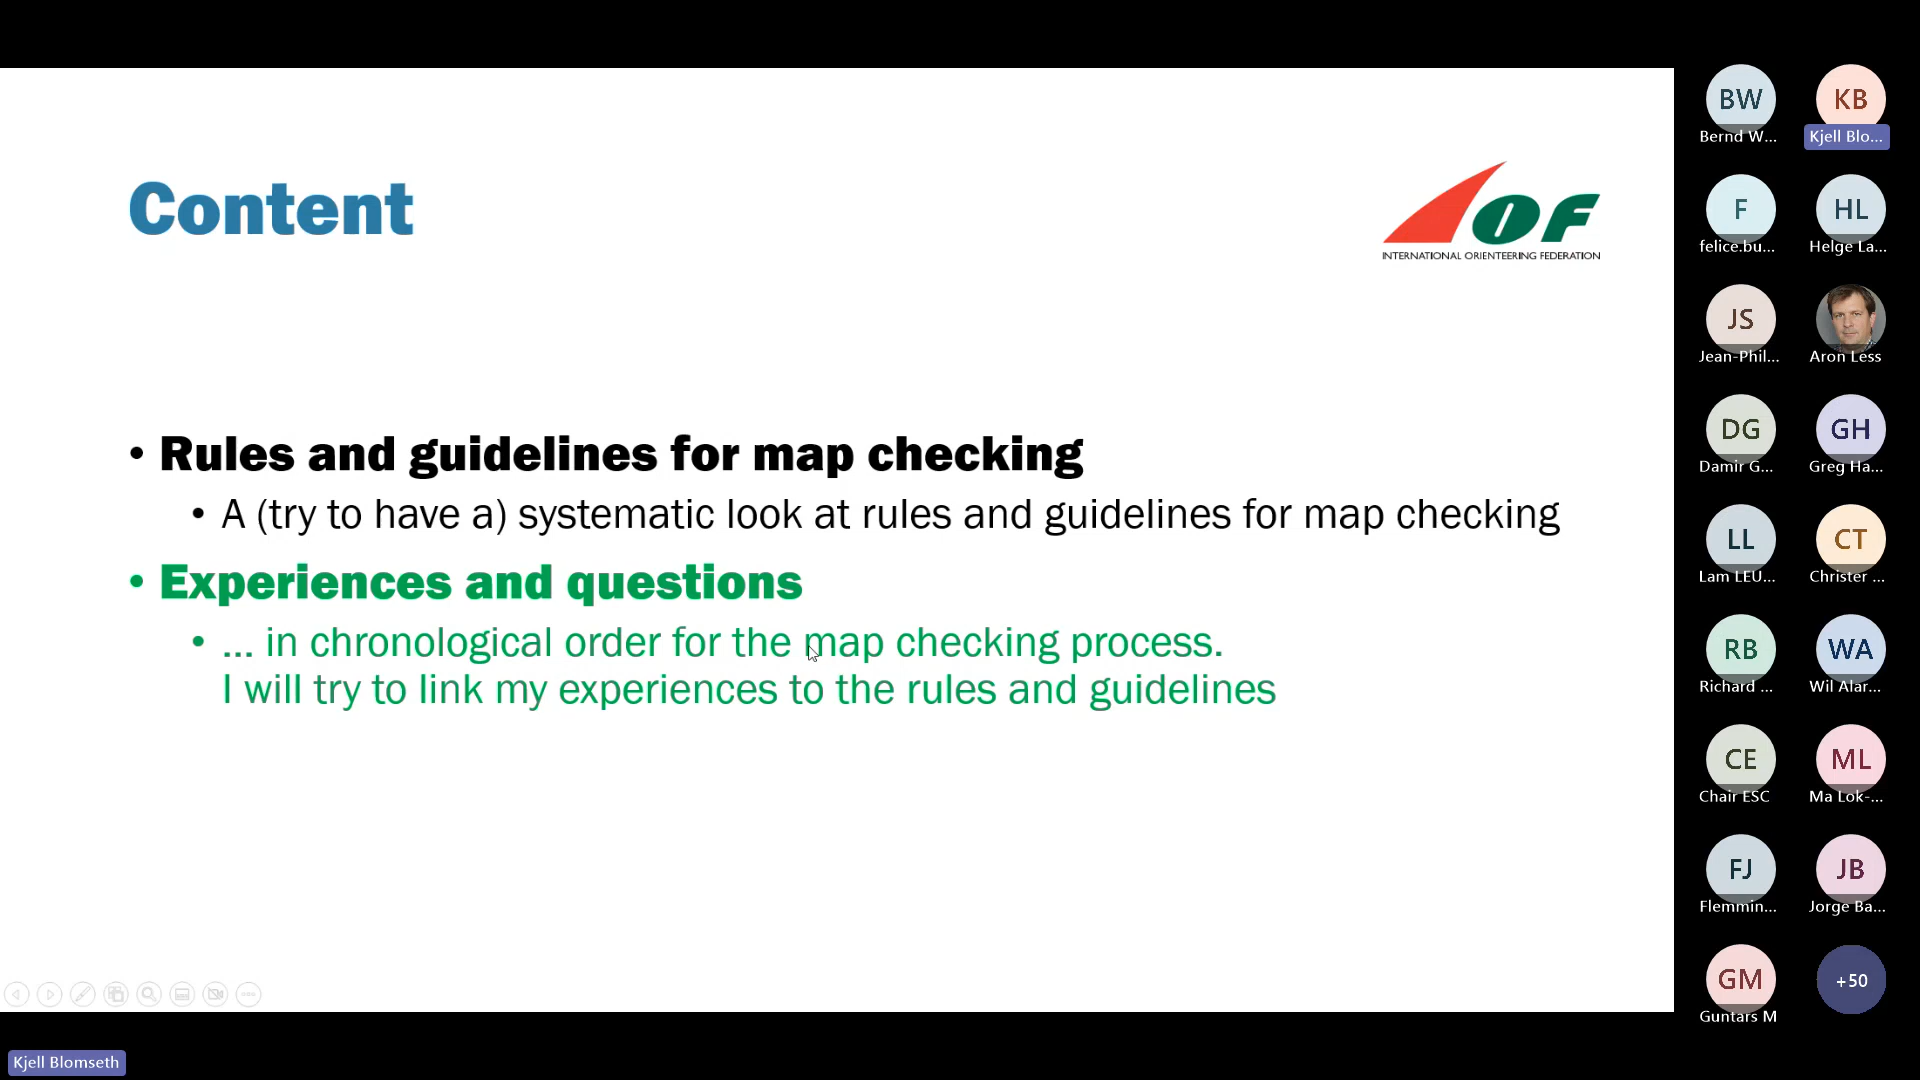 Content
IOF
INTERNATIONAL ORIENTEERING FEDERATION
• Rules and guidelines for map checking
• A (try to have a) systematic look at rules and guidelines for map checking
• Experiences and questions
• ... in chronological order for the map checking process.
I will try to link my experiences to the rules and guidelines
BW
Bernd W...
KB
Kjell Blo...
F
felice.bu...
HL
Helge La...
JS
Jean-Phil...
Aron Less
DG
Damir G...
GH
Greg Ha...
LL
Lam LEU...
CT
Christer ...
RB
Richard ...
WA
Wil Alar...
CE
Chair ESC
ML
Ma Lok-...
FJ
Flemmin...
JB
Jorge Ba...
GM
Guntars M
+50
Kjell Blomseth